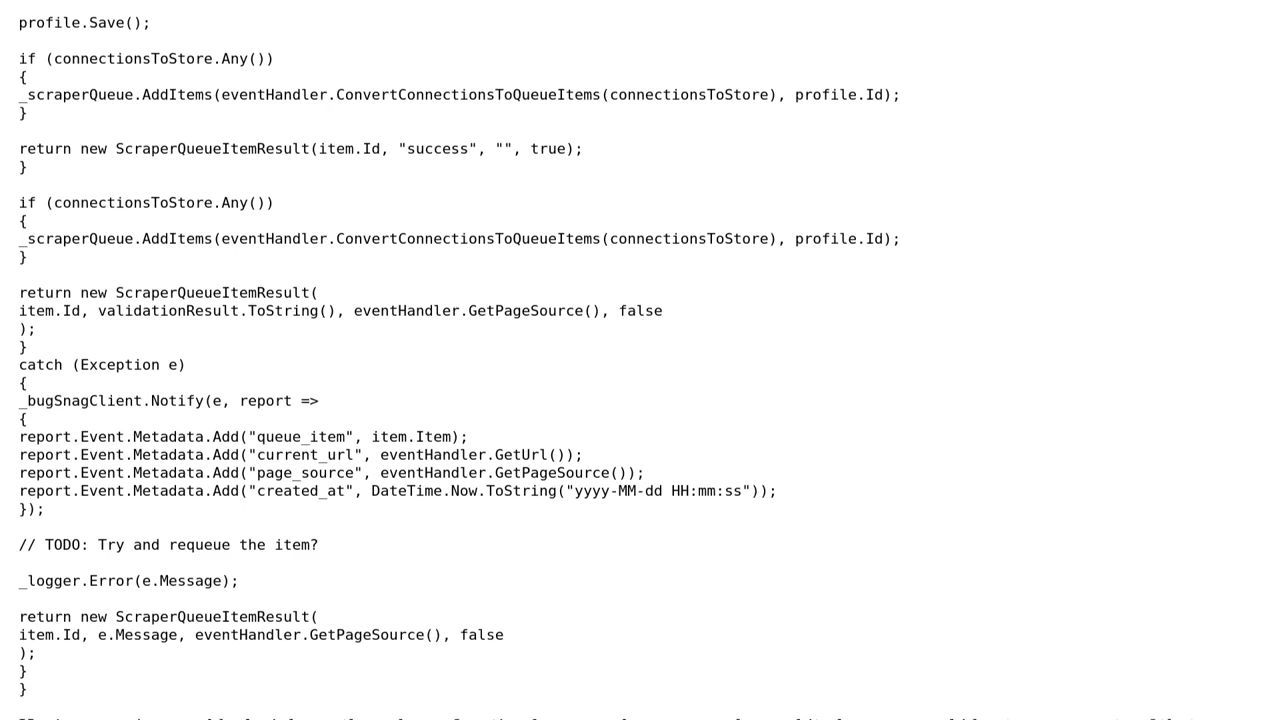 profile.Save();
if (connectionsToStore.Any())
{
_scraperQueue.AddItems(eventHandler.ConvertConnectionsToQueueItems(connectionsToStore), profile.Id);
}
return new ScraperQueueItemResult(item.Id, "success", "", true);
}
if (connectionsToStore.Any())
{
_scraperQueue.AddItems(eventHandler.ConvertConnectionsToQueueItems(connectionsToStore), profile.Id);
}
return new ScraperQueueItemResult(
item.Id, validationResult.ToString(), eventHandler.GetPageSource(), false
);
}
catch (Exception e)
{
_bugSnagClient.Notify(e, report =>
{
report.Event.Metadata.Add("queue_item", item.Item);
report.Event.Metadata.Add("current_url", eventHandler.GetUrl());
report.Event.Metadata.Add("page_source", eventHandler.GetPageSource());
report.Event.Metadata.Add("created_at", DateTime.Now.ToString("yyyy-MM-dd HH:mm:ss"));
});
// TODO: Try and requeue the item?
_logger.Error(e.Message);
return new ScraperQueueItemResult(
item.Id, e.Message, eventHandler.GetPageSource(), false
);
}
}